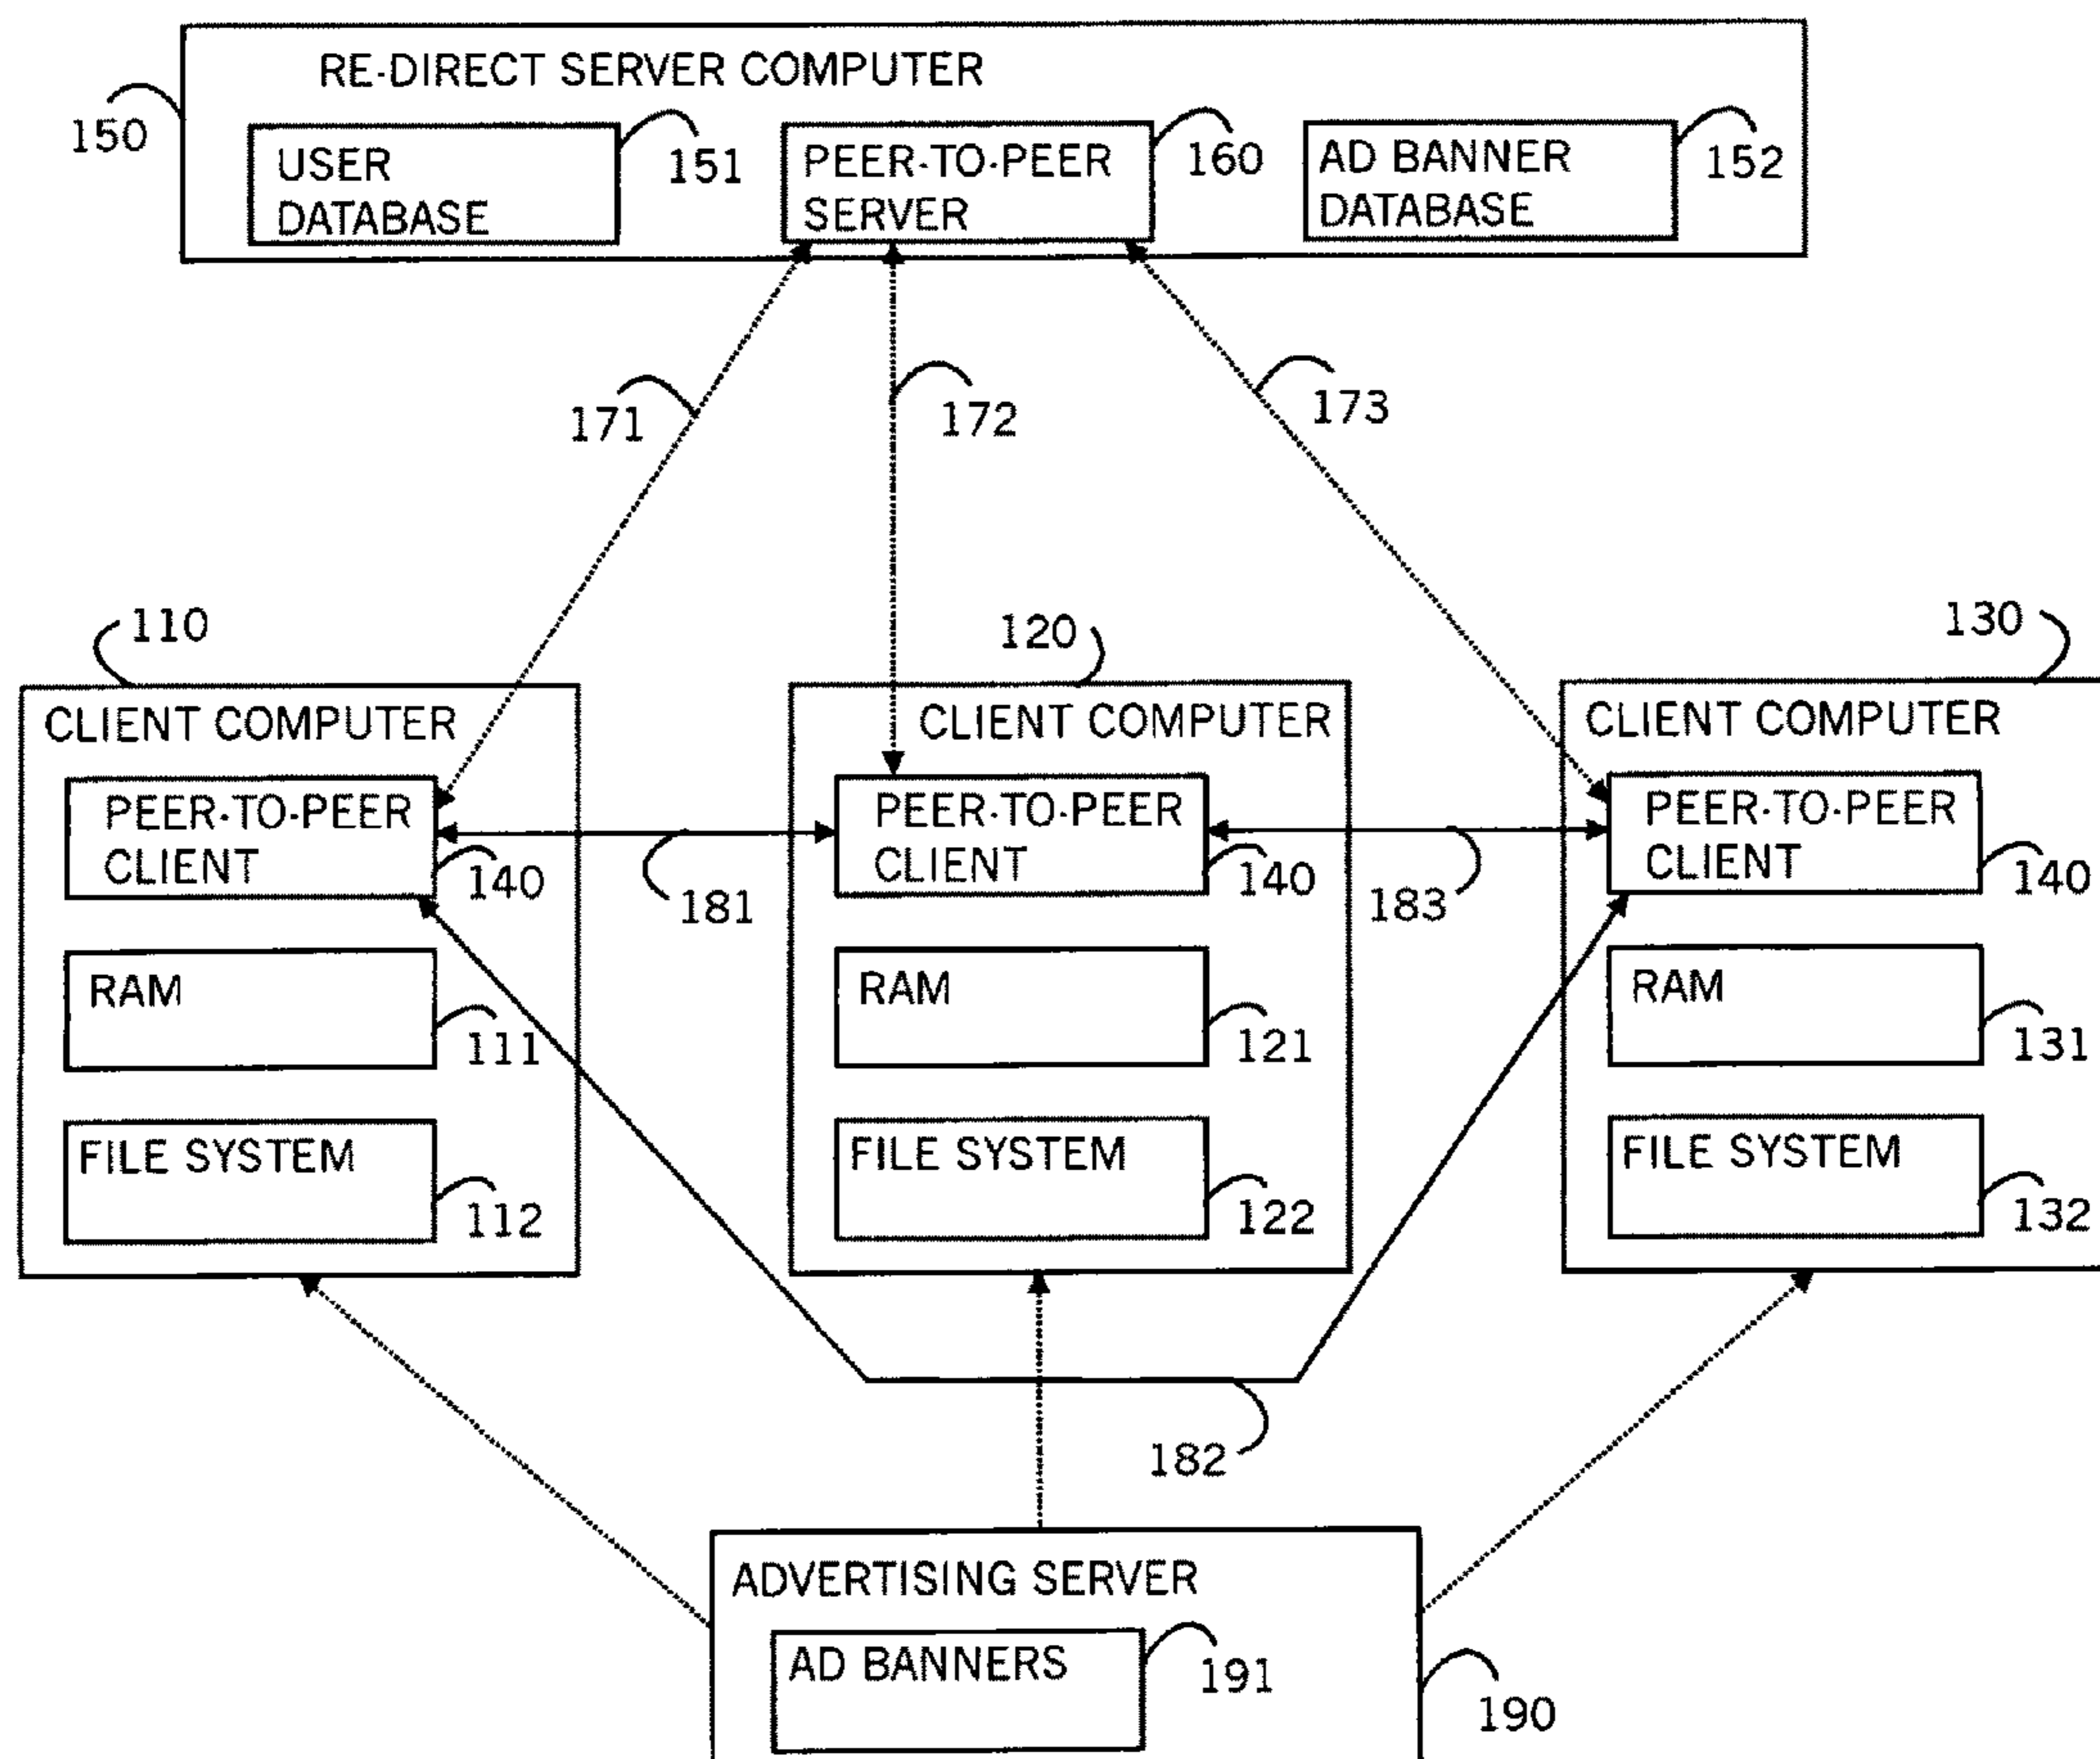 RE-DIRECT SERVER COMPUTER
150
USER
DATABASE
151
PEER-TO-PEER
SERVER
160
AD BANNER
DATABASE
152
171
172
173
110
120
130
CLIENT COMPUTER
PEER-TO-PEER
CLIENT
140
RAM
111
FILE SYSTEM
112
181
CLIENT COMPUTER
PEER-TO-PEER
CLIENT
140
RAM
121
FILE SYSTEM
122
183
CLIENT COMPUTER
PEER-TO-PEER
CLIENT
140
RAM
131
FILE SYSTEM
132
182
ADVERTISING SERVER
AD BANNERS
191
190